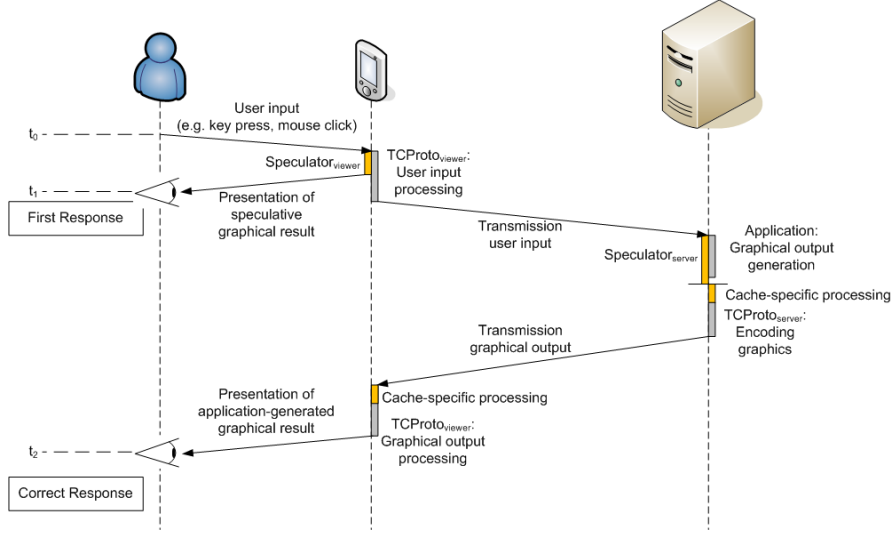 User input
(e.g. key press, mouse click)
t0
Speculatorviewer
TCProtoviewer:
User input
processing
t1
First Response
Presentation of
speculative
graphical result
Transmission
user input
Application:
Graphical output
generation
Speculatorserver
Cache-specific processing
TCProtoserver:
Encoding
graphics
Transmission
graphical output
Presentation of
application-generated
graphical result
Cache-specific processing
TCProtoviewer:
Graphical output
processing
t2
Correct Response